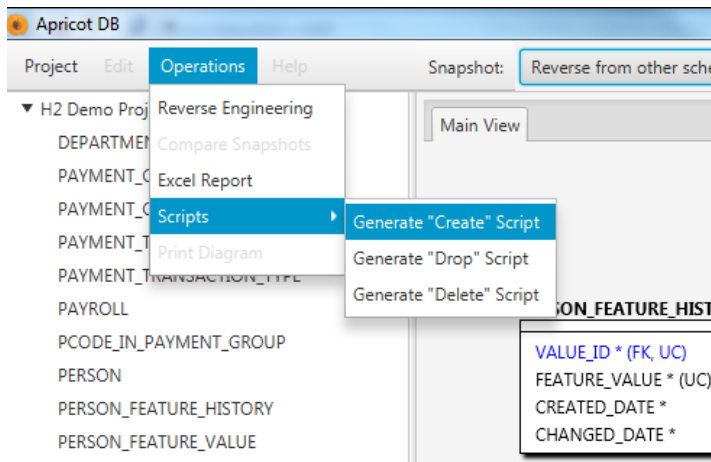 Apricot DB
Project Edit Operations Help Snapshot: Reverse from other sche
H2 Demo Proj
Reverse Engineering
Compare Snapshots
Excel Report
Scripts
Print Diagram
Generate "Create" Script
Generate "Drop" Script
Generate "Delete" Script
DEPARTMEN
PAYMENT_
PAYMENT_
PAYMENT_T
PAYMENT_TRANSACTION_TYPE
PAYROLL
PCODE_IN_PAYMENT_GROUP
PERSON
PERSON_FEATURE_HISTORY
PERSON_FEATURE_VALUE
Main View
SON_FEATURE_HIST
VALUE_ID * (FK, UC)
FEATURE_VALUE * (UC)
CREATED_DATE *
CHANGED_DATE *